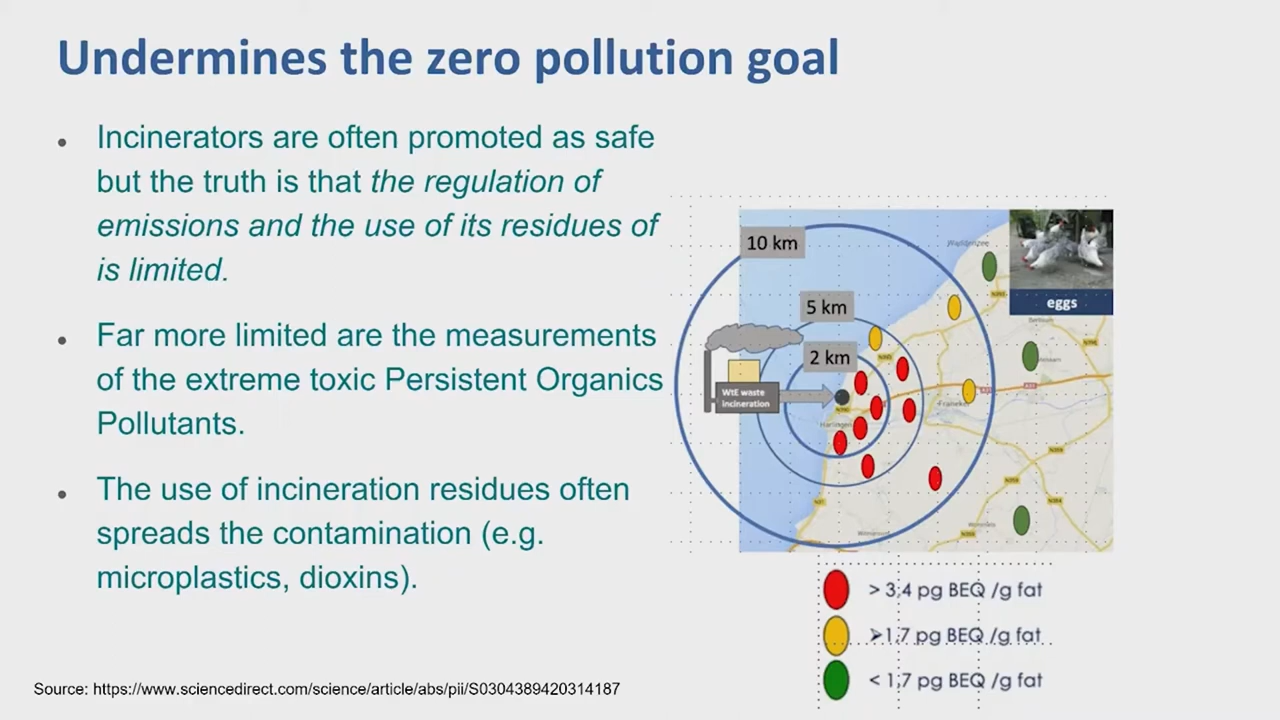 Undermines the zero pollution goal
• Incinerators are often promoted as safe
but the truth is that the regulation of
emissions and the use of its residues of
is limited.
• Far more limited are the measurements
of the extreme toxic Persistent Organics
Pollutants.
• The use of incineration residues often
spreads the contamination (e.g.
microplastics, dioxins).
10 km
5 km
2 km
WtE waste
incineration
eggs
Harlingen
Franeker
> 3,4 pg BEQ /g fat
➢1,7 pg BEQ /g fat
< 1,7 pg BEQ /g fat
Source: https://www.sciencedirect.com/science/article/abs/pii/S0304389420314187